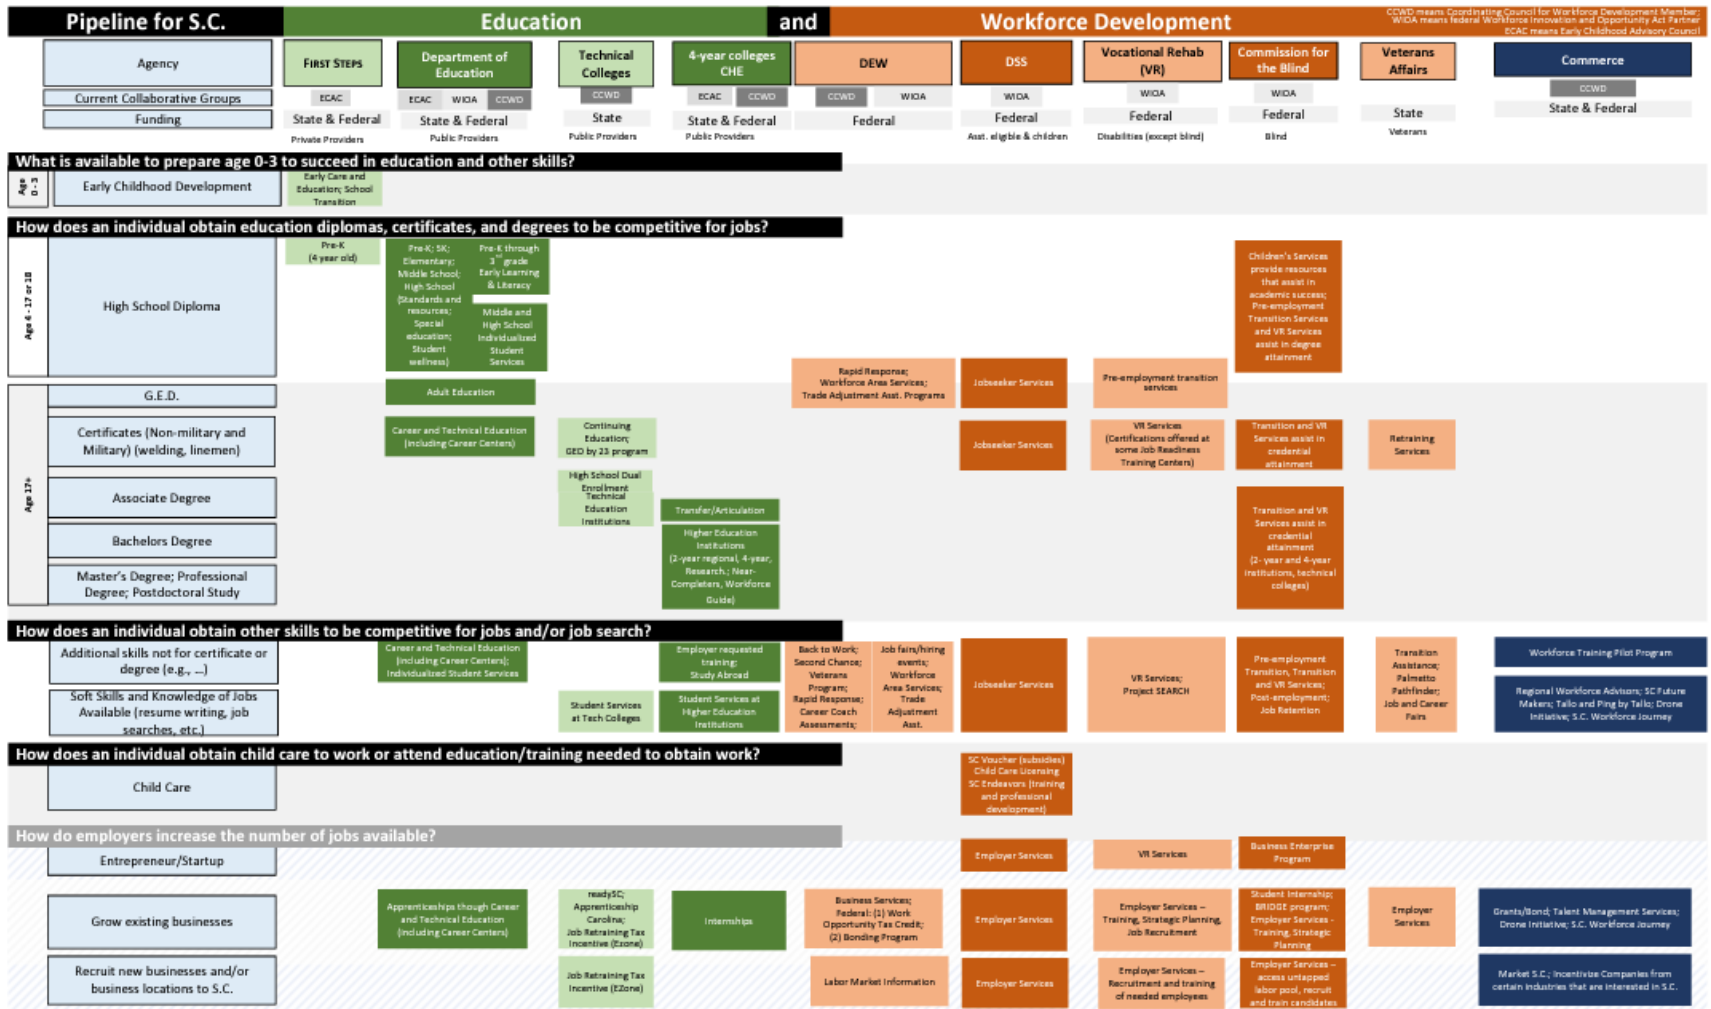 Pipeline for S.C.
Education
and
Workforce Development
CCWD means Coordinating Council for Workforce Development Member;
WIOA means federal Workforce Innovation and Opportunity Act Partner
ECAC means Early Childhood Advisory Council
Agency
FIRST STEPS
Department of
Education
Technical
Colleges
4-year colleges
CHE
DEW
DSS
Vocational Rehab
(VR)
Commission for
the Blind
Veterans
Affairs
Commerce
Current Collaborative Groups
ECAC
ECAC
WIOA
CCWD
CCWD
ECAC
CCWD
CCWD
WIOA
WIOA
WIOA
WIOA
CCWD
Funding
State & Federal
State & Federal
State
State & Federal
Federal
Federal
Federal
Federal
State
State & Federal
Private Providers
Public Providers
Public Providers
Public Providers
Asst. eligible & children
Disabilities (except blind)
Blind
Veterans
What is available to prepare age 0-3 to succeed in education and other skills?
Age
0 - 3
Early Childhood Development
Early Care and
Education; School
Transition
How does an individual obtain education diplomas, certificates, and degrees to be competitive for jobs?
Age 4 - 17 or 18
High School Diploma
Pre-K
(4 year old)
Pre-K; 5K;
Elementary;
Middle School;
High School
(Standards and
resources;
Special
education;
Student
wellness)
Pre-K through
3rd grade
Early Learning
& Literacy
Middle and
High School
Individualized
Student
Services
Children's Services
provide resources
that assist in
academic success;
Pre-employment
Transition Services
and VR Services
assist in degree
attainment
Age 17+
G.E.D.
Adult Education
Rapid Response;
Workforce Area Services;
Trade Adjustment Asst. Programs
Jobseeker Services
Pre-employment transition
services
Certificates (Non-military and
Military) (welding, linemen)
Career and Technical Education
(including Career Centers)
Continuing
Education;
GED by 23 program
Jobseeker Services
VR Services
(Certifications offered at
some Job Readiness
Training Centers)
Transition and VR
Services assist in
credential
attainment
Retraining
Services
Associate Degree
High School Dual
Enrollment
Technical
Education
Institutions
Transfer/Articulation
Bachelors Degree
Master's Degree; Professional
Degree; Postdoctoral Study
Higher Education
Institutions
(2-year regional, 4-year,
Research.; Near-
Completers, Workforce
Guide)
Transition and VR
Services assist in
credential
attainment
(2- year and 4-year
institutions, technical
colleges)
How does an individual obtain other skills to be competitive for jobs and/or job search?
Additional skills not for certificate or
degree (e.g., …)
Career and Technical Education
(including Career Centers);
Individualized Student Services
Employer requested
training;
Study Abroad
Back to Work;
Second Chance;
Veterans
Program;
Rapid Response;
Career Coach
Assessments;
Job fairs/hiring
events;
Workforce
Area Services;
Trade
Adjustment
Asst.
Jobseeker Services
VR Services;
Project SEARCH
Pre-employment
Transition, Transition
and VR Services;
Post-employment;
Job Retention
Transition
Assistance;
Palmetto
Pathfinder;
Job and Career
Fairs
Workforce Training Pilot Program
Soft Skills and Knowledge of Jobs
Available (resume writing, job
searches, etc.)
Student Services
at Tech Colleges
Student Services at
Higher Education
Institutions
Regional Workforce Advisors; SC Future
Makers; Tallo and Ping by Tallo; Drone
Initiative; S.C. Workforce Journey
How does an individual obtain child care to work or attend education/training needed to obtain work?
Child Care
SC Voucher (subsidies)
Child Care Licensing
SC Endeavors (training
and professional
development)
How do employers increase the number of jobs available?
Entrepreneur/Startup
Employer Services
VR Services
Business Enterprise
Program
Grow existing businesses
Apprenticeships though Career
and Technical Education
(including Career Centers)
readySC;
Apprenticeship
Carolina;
Job Retraining Tax
Incentive (Ezone)
Internships
Business Services;
Federal: (1) Work
Opportunity Tax Credit;
(2) Bonding Program
Employer Services
Employer Services –
Training, Strategic Planning,
Job Recruitment
Student Internship;
BRIDGE program;
Employer Services -
Training, Strategic
Planning
Employer
Services
Grants/Bond; Talent Management Services;
Drone Initiative; S.C. Workforce Journey
Recruit new businesses and/or
business locations to S.C.
Job Retraining Tax
Incentive (EZone)
Labor Market Information
Employer Services
Employer Services –
Recruitment and training
of needed employees
Employer Services –
access untapped
labor pool, recruit
and train candidates
Market S.C.; Incentivize Companies from
certain industries that are interested in S.C.